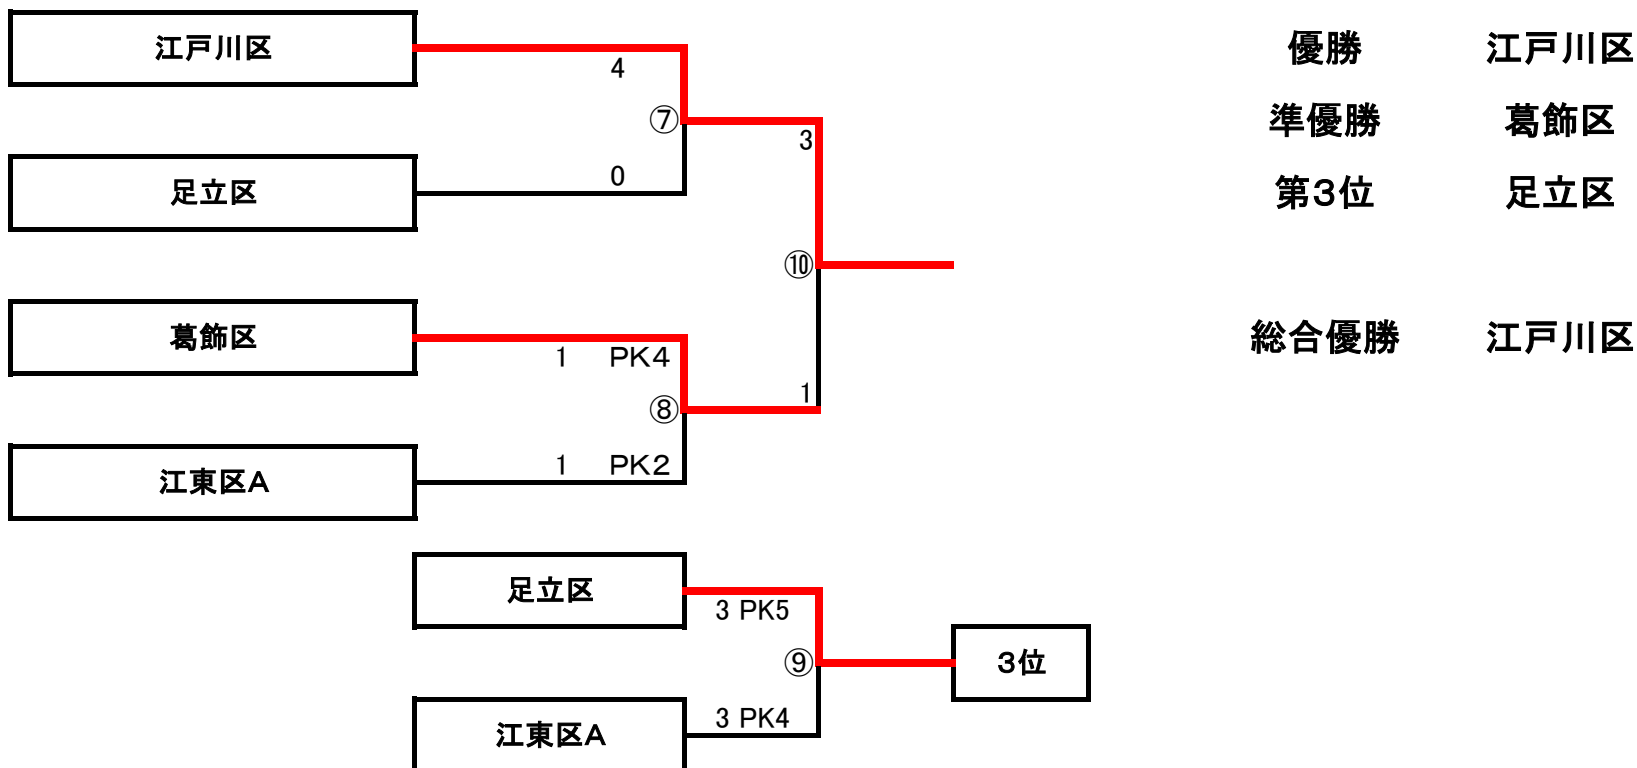 江戸川区
4
⑦
0
足立区
3
⑩
葛飾区
1 PK4
⑧
1
1 PK2
江東区A
足立区
3 PK5
⑨
3位
3 PK4
江東区A
優勝 江戸川区
準優勝 葛飾区
第3位 足立区
総合優勝 江戸川区